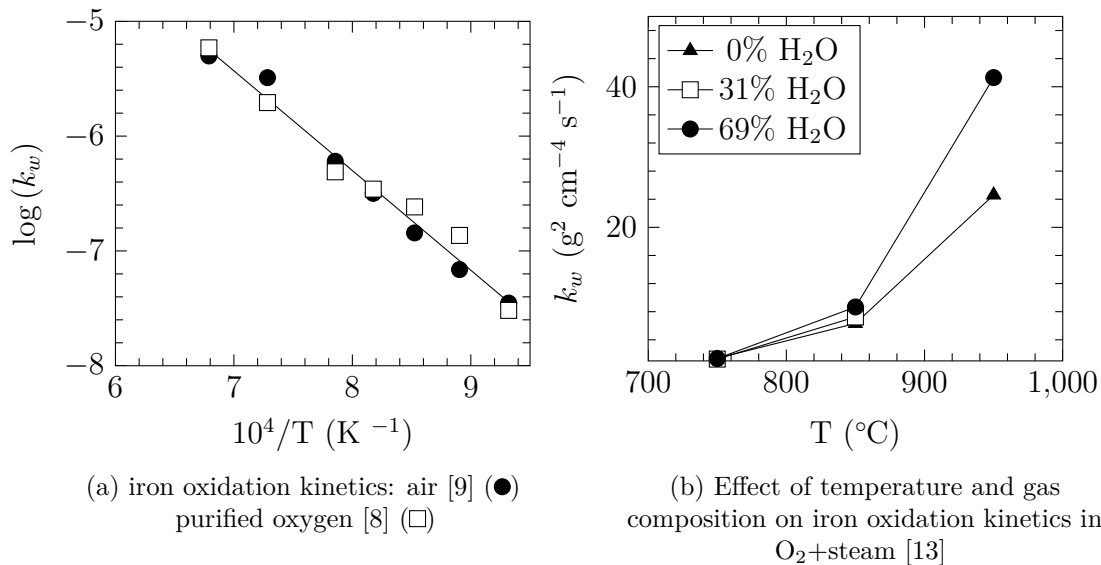 −5
−6
−7
−8
log (k_w)
6
7
8
9
10⁴/T (K ⁻¹)
(a) iron oxidation kinetics: air [9] (●)
purified oxygen [8] (□)
0% H₂O
31% H₂O
69% H₂O
40
20
k_w (g² cm⁻⁴ s⁻¹)
700
800
900
1,000
T (°C)
(b) Effect of temperature and gas
composition on iron oxidation kinetics in
O₂+steam [13]